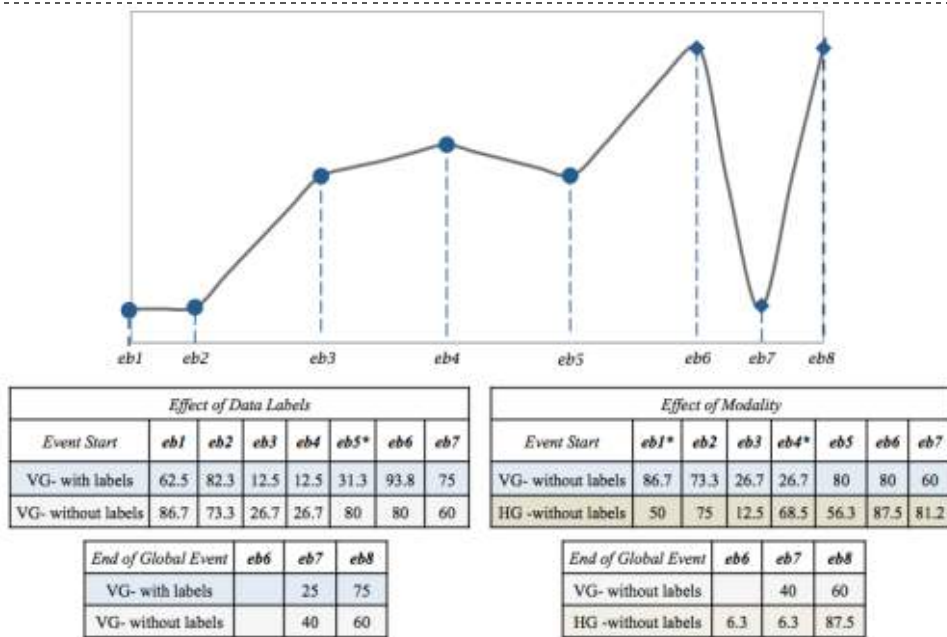 eb1 eb2 eb3 eb4 eb5 eb6 eb7 eb8
Effect of Data Labels
Event Start eb1 eb2 eb3 eb4 eb5* eb6 eb7
VG- with labels 62.5 82.3 12.5 12.5 31.3 93.8 75
VG- without labels 86.7 73.3 26.7 26.7 80 80 60
End of Global Event eb6 eb7 eb8
VG- with labels 25 75
VG- without labels 40 60
Effect of Modality
Event Start eb1* eb2 eb3 eb4* eb5 eb6 eb7
VG- without labels 86.7 73.3 26.7 26.7 80 80 60
HG -without labels 50 75 12.5 68.5 56.3 87.5 81.2
End of Global Event eb6 eb7 eb8
VG- without labels 40 60
HG -without labels 6.3 6.3 87.5